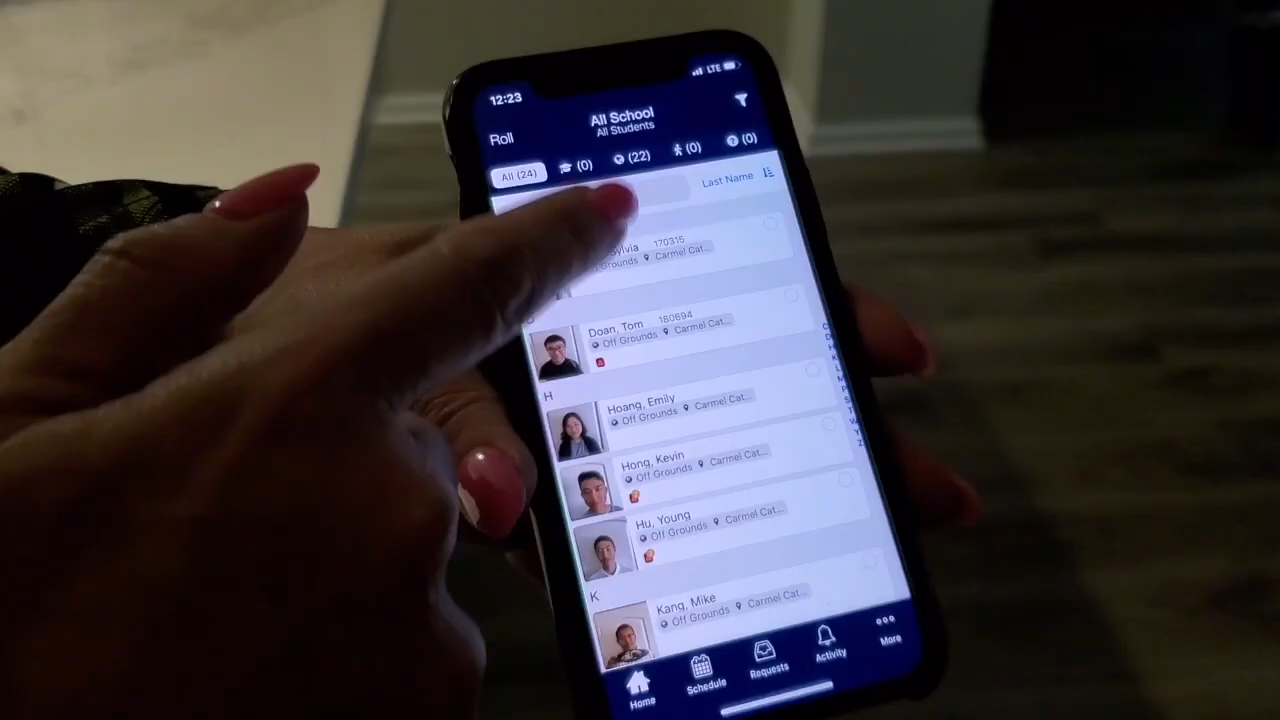 12:23 LTE
All School
Roll
All Students
All (24) (0) (22) (0) (0)
Last Name
Sylvia 170315
Grounds Carmel Cat...
Doan, Tom 180694
Off Grounds Carmel Cat...
H
Hoang, Emily
Off Grounds Carmel Cat...
Hong, Kevin
Off Grounds Carmel Cat...
Hu, Young
Off Grounds Carmel Cat...
K
Kang, Mike
Off Grounds Carmel Cat...
Home Schedule Requests Activity More